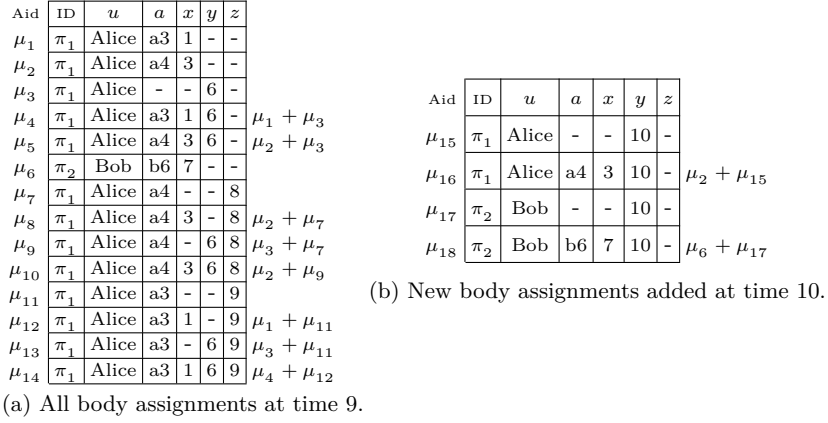 Aid ID u a x y z
μ1 π1 Alice a3 1 - -
μ2 π1 Alice a4 3 - -
μ3 π1 Alice - - 6 -
μ4 π1 Alice a3 1 6 - μ1 + μ3
μ5 π1 Alice a4 3 6 - μ2 + μ3
μ6 π2 Bob b6 7 - -
μ7 π1 Alice a4 - - 8
μ8 π1 Alice a4 3 - 8 μ2 + μ7
μ9 π1 Alice a4 - 6 8 μ3 + μ7
μ10 π1 Alice a4 3 6 8 μ2 + μ9
μ11 π1 Alice a3 - - 9
μ12 π1 Alice a3 1 - 9 μ1 + μ11
μ13 π1 Alice a3 - 6 9 μ3 + μ11
μ14 π1 Alice a3 1 6 9 μ4 + μ12
(a) All body assignments at time 9.
Aid ID u a x y z
μ15 π1 Alice - - 10 -
μ16 π1 Alice a4 3 10 - μ2 + μ15
μ17 π2 Bob - - 10 -
μ18 π2 Bob b6 7 10 - μ6 + μ17
(b) New body assignments added at time 10.